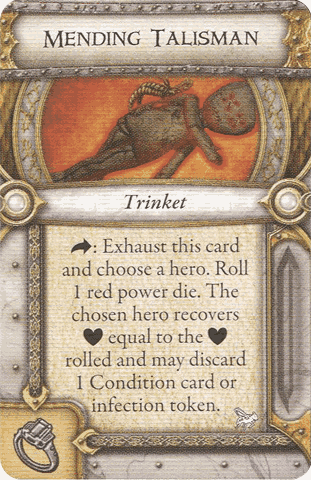 MENDING TALISMAN
Trinket
: Exhaust this card
and choose a hero. Roll
1 red power die. The
chosen hero recovers
♥ equal to the ♥
rolled and may discard
1 Condition card or
infection token.